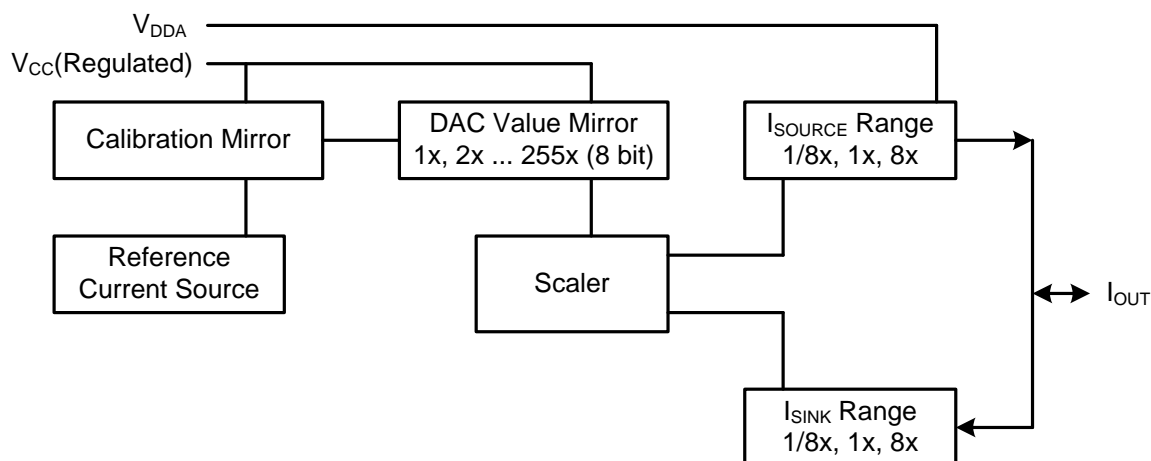 VDDA
VCC(Regulated)
Calibration Mirror
DAC Value Mirror
1x, 2x ... 255x (8 bit)
ISOURCE Range
1/8x, 1x, 8x
Reference
Current Source
Scaler
IOUT
ISINK Range
1/8x, 1x, 8x